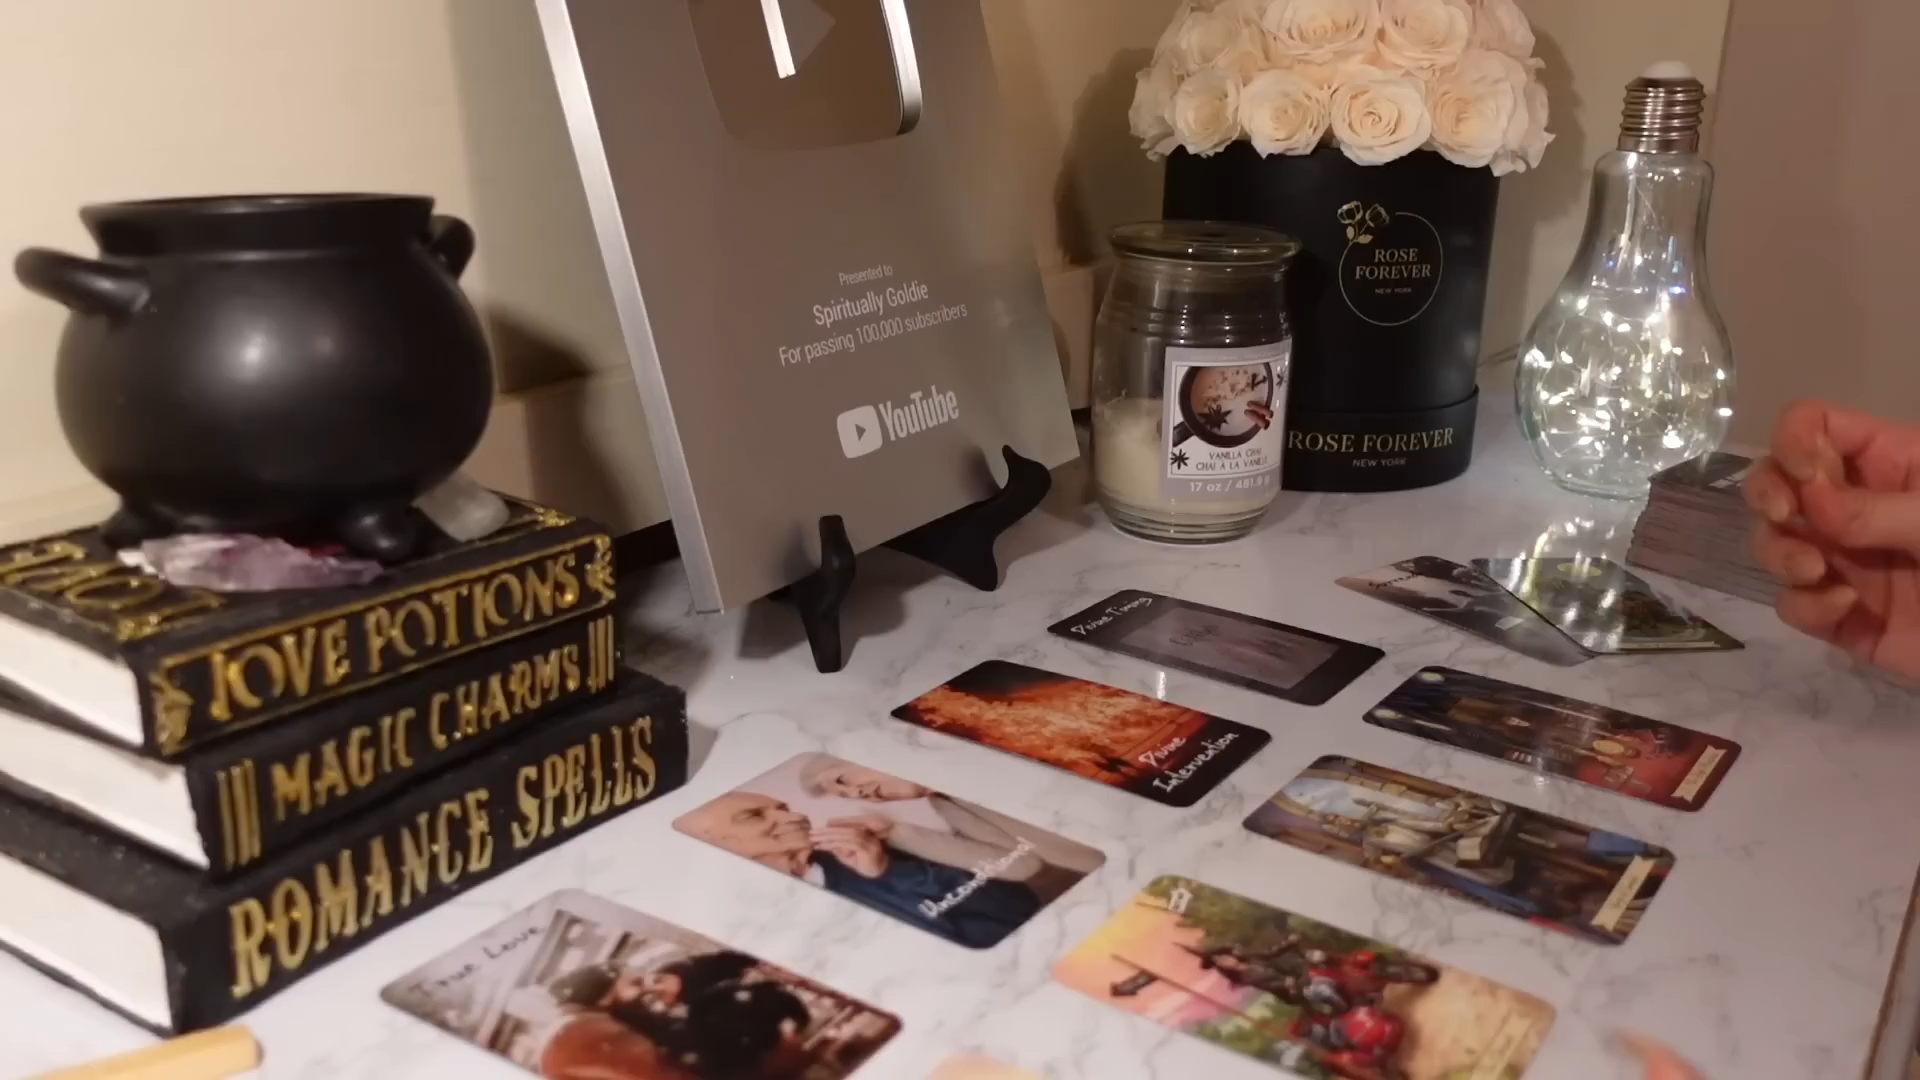 Presented to
Spiritually Goldie
For passing 100,000 subscribers
YouTube
ROSE
FOREVER
NEW YORK
ROSE FOREVER
NEW YORK
VANILLA CHAI
CHAI À LA VANILLE
17 oz / 481.9 g
LOVE POTIONS
MAGIC CHARMS
ROMANCE SPELLS
Divine Timing
Divine
Intervention
Unconditional
True Love